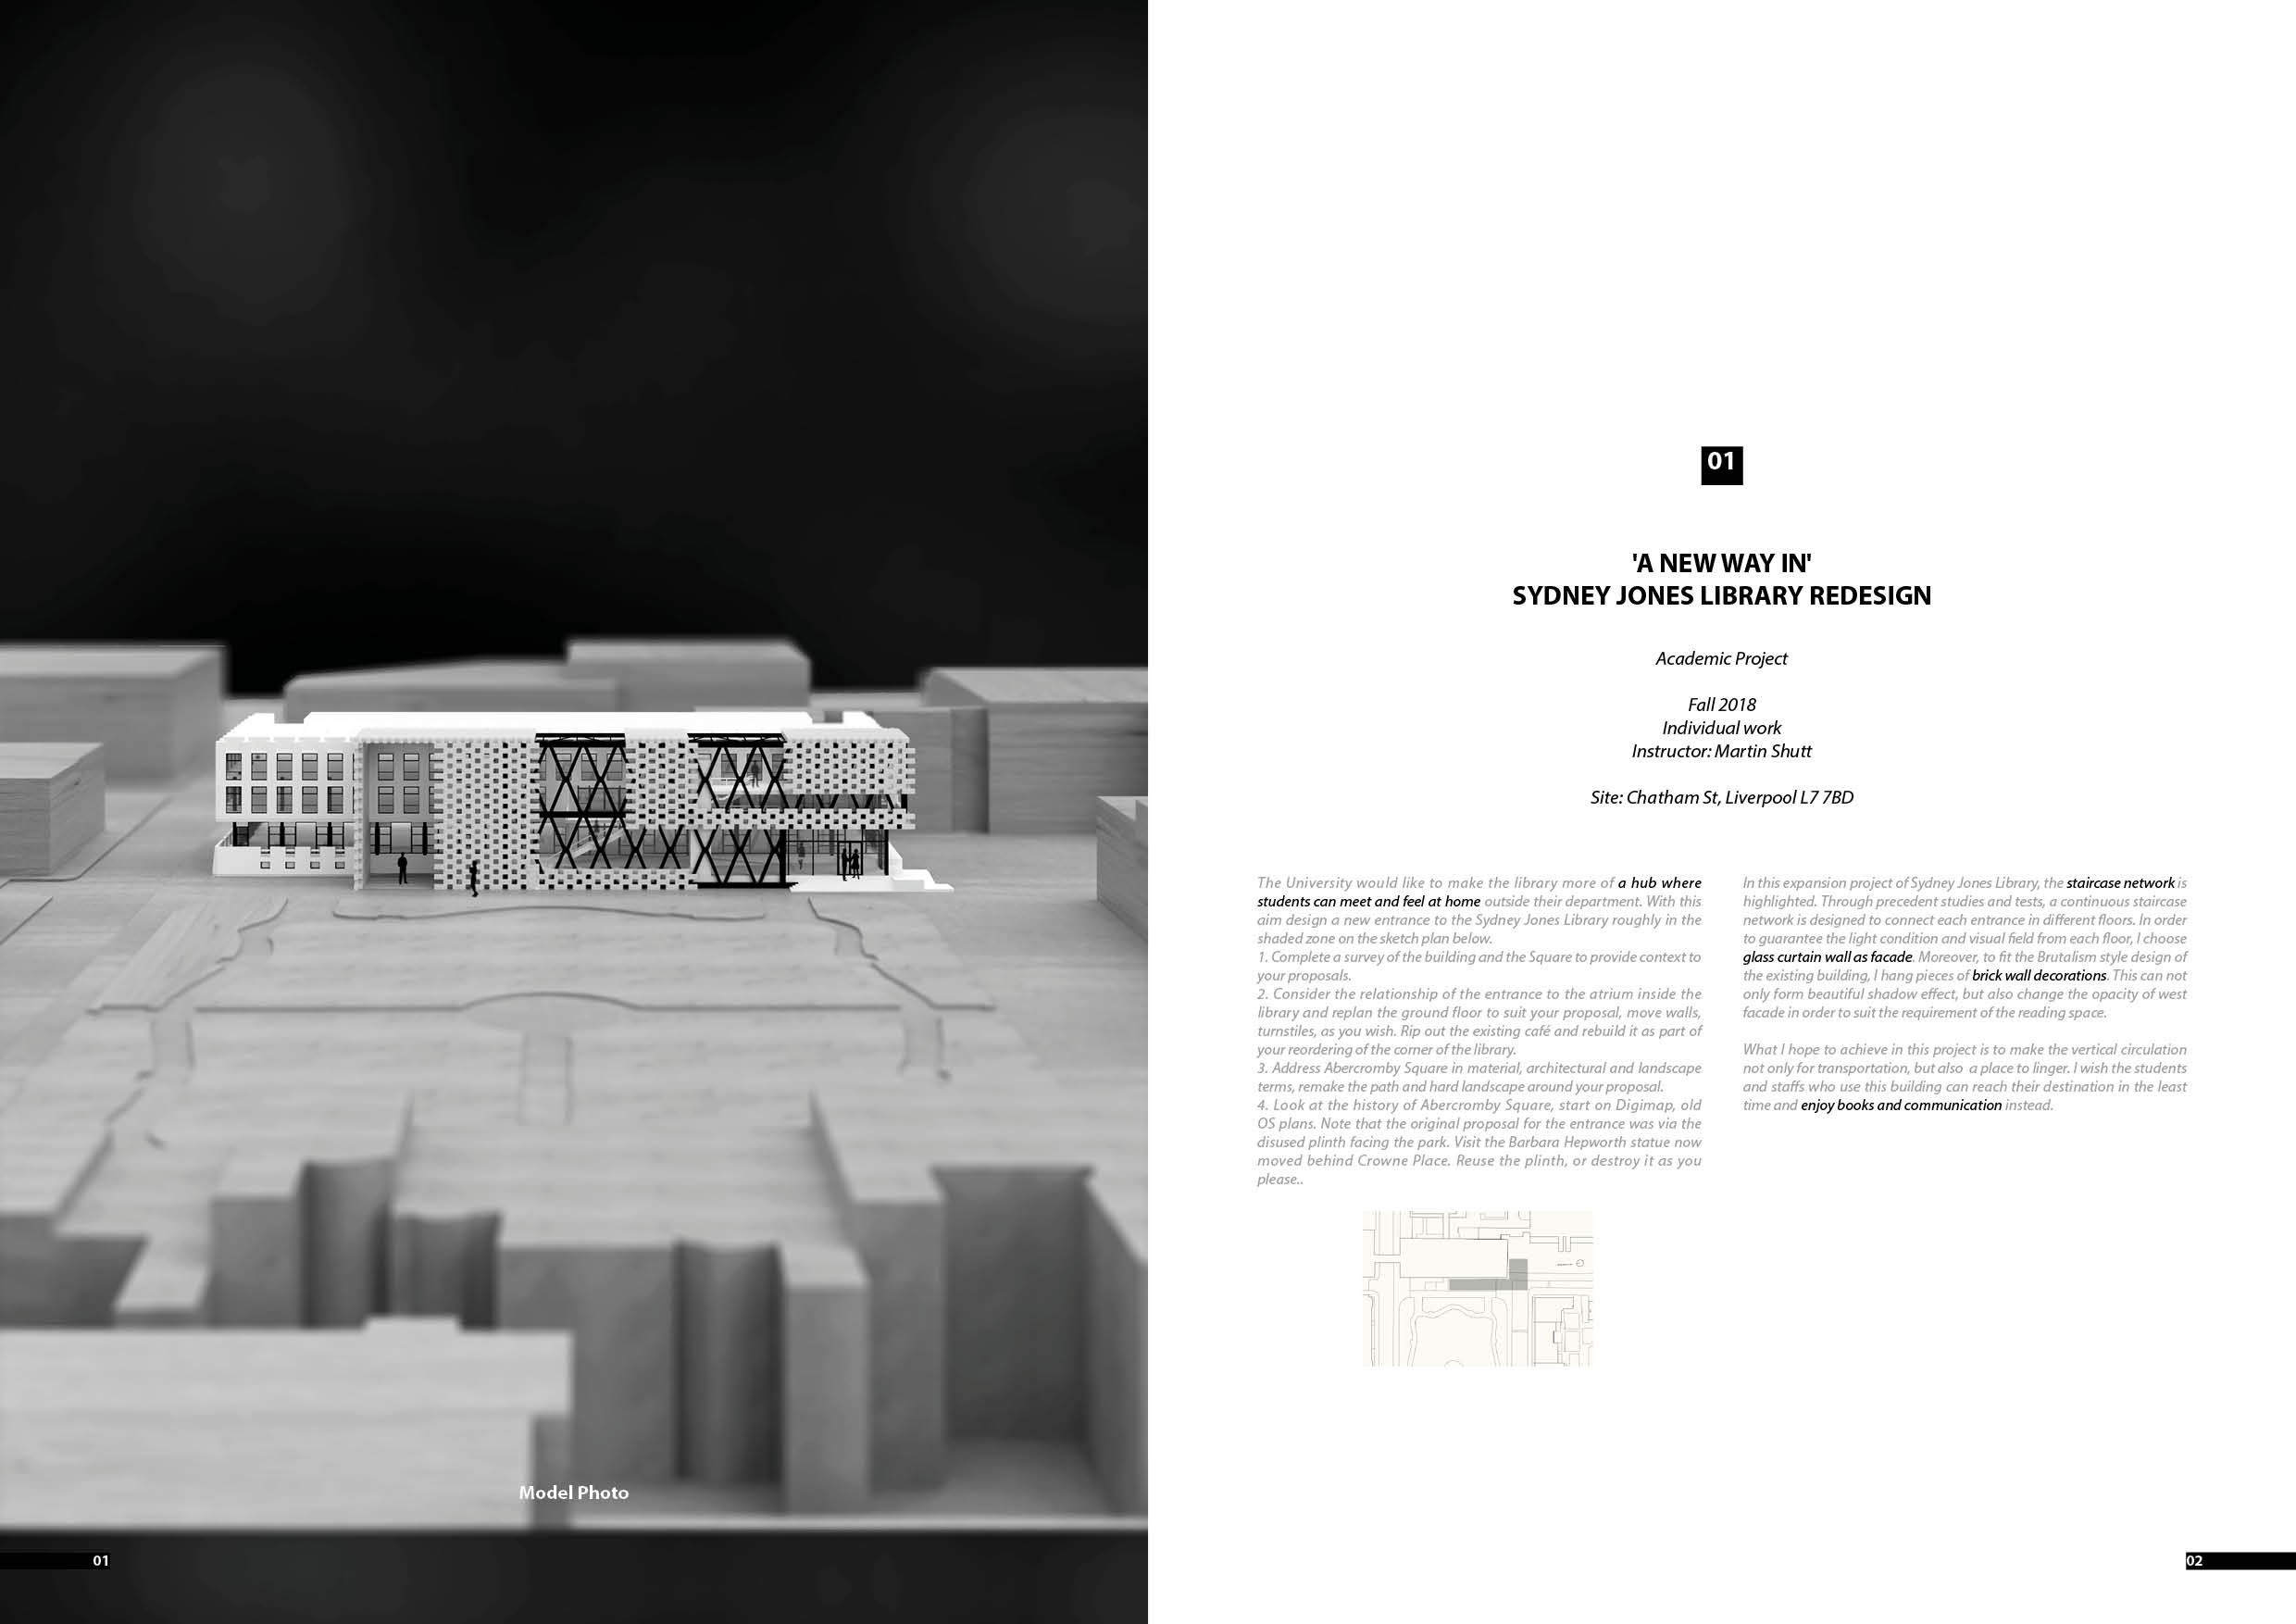 Model Photo
01
01
'A NEW WAY IN'
SYDNEY JONES LIBRARY REDESIGN
Academic Project
Fall 2018
Individual work
Instructor: Martin Shutt
Site: Chatham St, Liverpool L7 7BD
The University would like to make the library more of a hub where
students can meet and feel at home outside their department. With this
aim design a new entrance to the Sydney Jones Library roughly in the
shaded zone on the sketch plan below.
1. Complete a survey of the building and the Square to provide context to
your proposals.
2. Consider the relationship of the entrance to the atrium inside the
library and replan the ground floor to suit your proposal, move walls,
turnstiles, as you wish. Rip out the existing café and rebuild it as part of
your reordering of the corner of the library.
3. Address Abercromby Square in material, architectural and landscape
terms, remake the path and hard landscape around your proposal.
4. Look at the history of Abercromby Square, start on Digimap, old
OS plans. Note that the original proposal for the entrance was via the
disused plinth facing the park. Visit the Barbara Hepworth statue now
moved behind Crowne Place. Reuse the plinth, or destroy it as you
please..
In this expansion project of Sydney Jones Library, the staircase network is
highlighted. Through precedent studies and tests, a continuous staircase
network is designed to connect each entrance in different floors. In order
to guarantee the light condition and visual field from each floor, I choose
glass curtain wall as facade. Moreover, to fit the Brutalism style design of
the existing building, I hang pieces of brick wall decorations. This can not
only form beautiful shadow effect, but also change the opacity of west
facade in order to suit the requirement of the reading space.
What I hope to achieve in this project is to make the vertical circulation
not only for transportation, but also  a place to linger. I wish the students
and staffs who use this building can reach their destination in the least
time and enjoy books and communication instead.
02